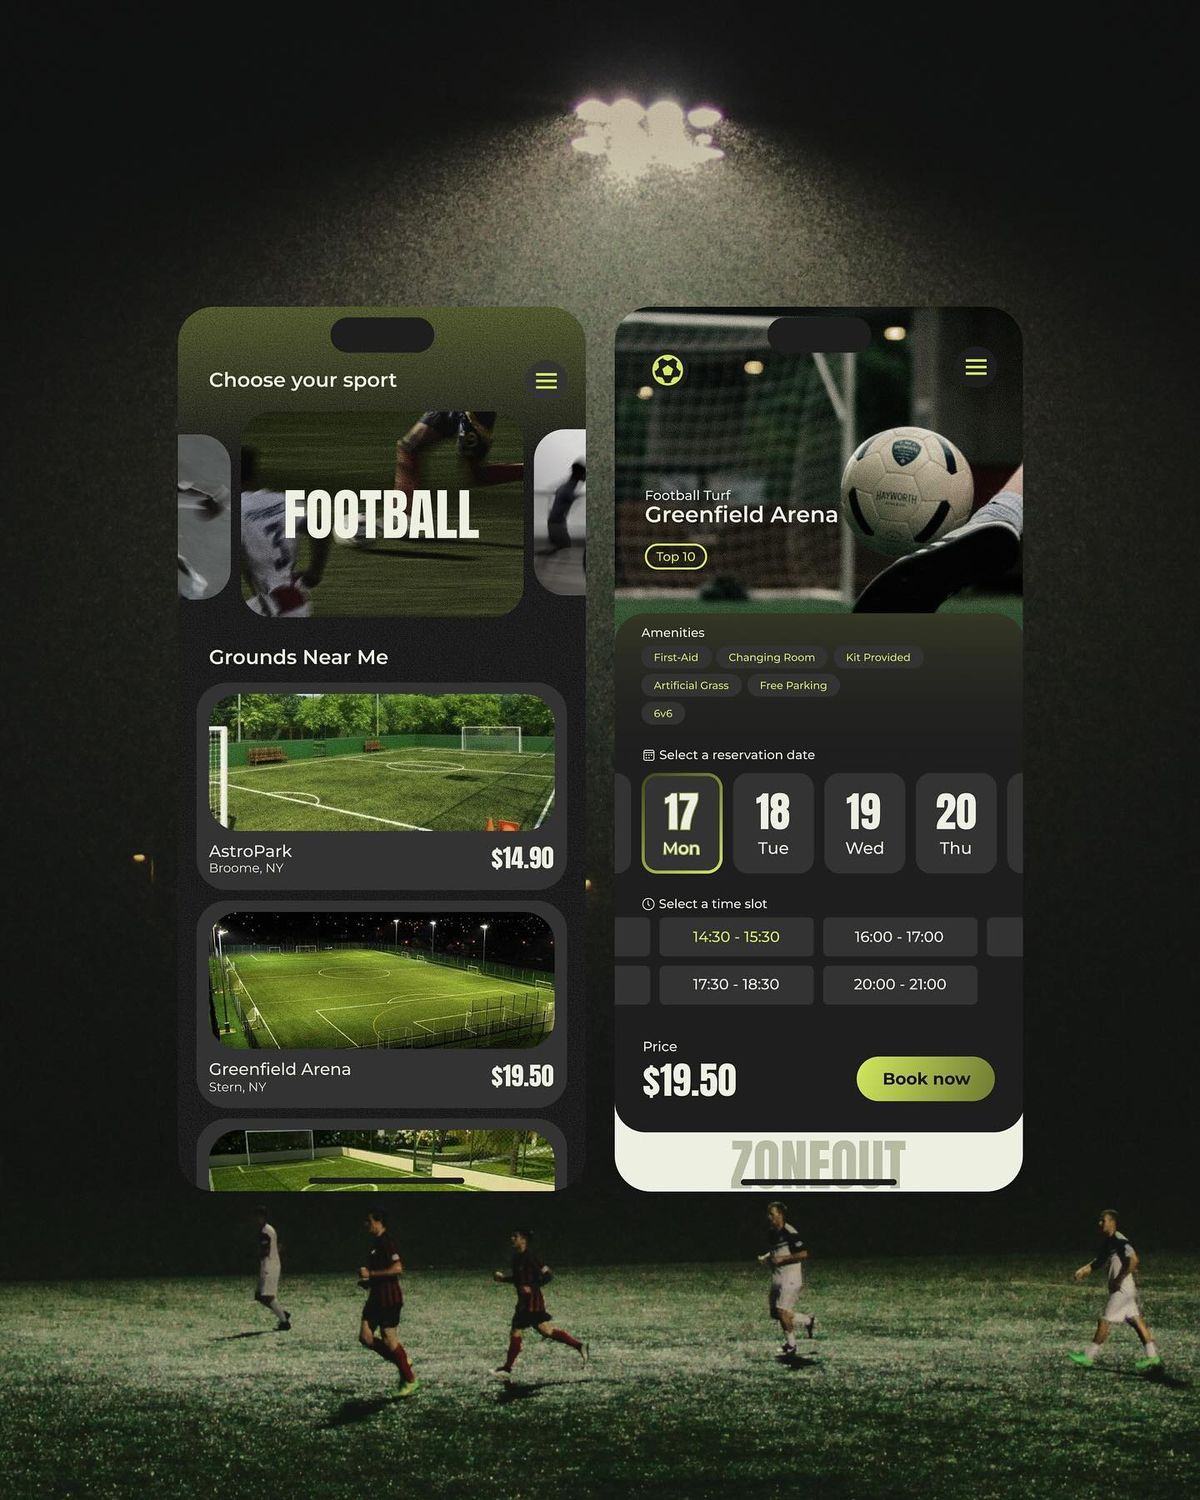 Choose your sport
FOOTBALL
Grounds Near Me
AstroPark
Broome, NY
$14.90
Greenfield Arena
Stern, NY
$19.50
HAYWORTH
Football Turf
Greenfield Arena
Top 10
Amenities
First-Aid Changing Room Kit Provided
Artificial Grass Free Parking
6v6
Select a reservation date
17 18 19 20
Mon Tue Wed Thu
Select a time slot
14:30 - 15:30 16:00 - 17:00
17:30 - 18:30 20:00 - 21:00
Price
$19.50
Book now
ZONEOUT